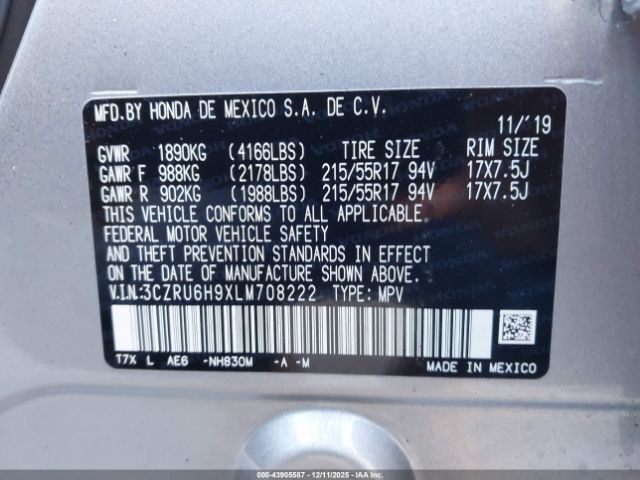 MFD.BY HONDA DE MEXICO S.A. DE C.V.
11/'19
GVWR 1890KG (4166LBS) TIRE SIZE RIM SIZE
GAWR F 988KG (2178LBS) 215/55R17 94V 17X7.5J
GAWR R 902KG (1988LBS) 215/55R17 94V 17X7.5J
THIS VEHICLE CONFORMS TO ALL APPLICABLE.
FEDERAL MOTOR VEHICLE SAFETY
AND THEFT PREVENTION STANDARDS IN EFFECT
ON THE DATE OF MANUFACTURE SHOWN ABOVE.
V.I.N:3CZRU6H9XLM708222 TYPE: MPV
T7X L AE6 -NH830M -A -M
MADE IN MEXICO
000-43905587 - 12/11/2025 - IAAI.COM